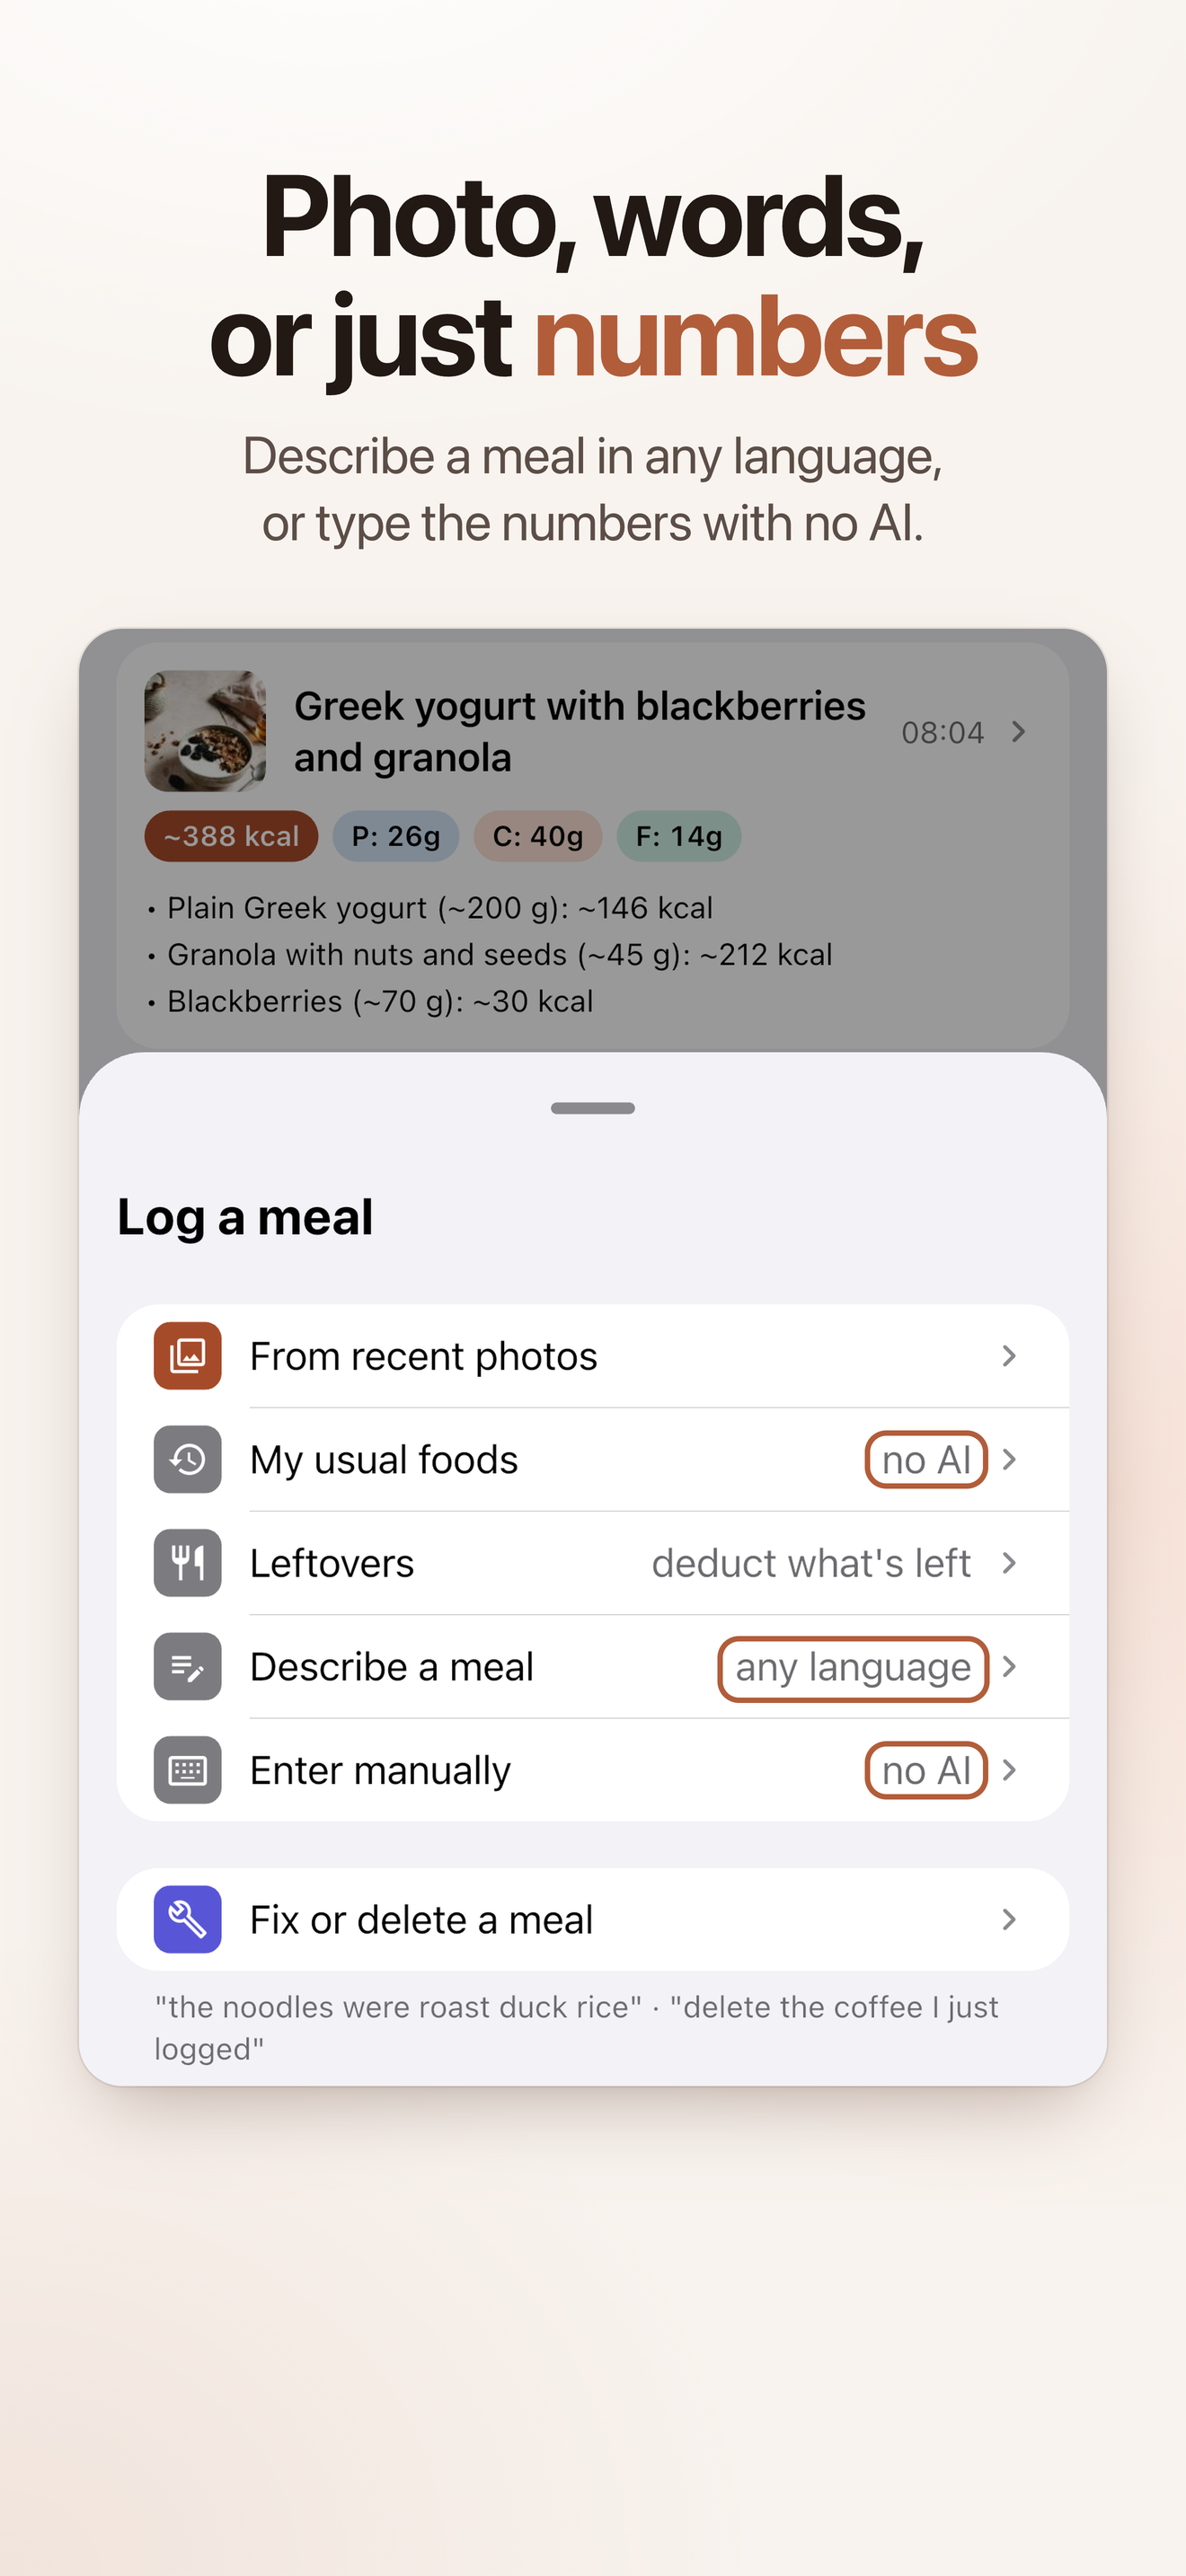 Photo, words,
or just numbers
Describe a meal in any language,
or type the numbers with no AI.
Greek yogurt with blackberries
and granola
08:04
~388 kcal P: 26g C: 40g F: 14g
• Plain Greek yogurt (~200 g): ~146 kcal
• Granola with nuts and seeds (~45 g): ~212 kcal
• Blackberries (~70 g): ~30 kcal
Log a meal
From recent photos
My usual foods no AI
Leftovers deduct what's left
Describe a meal any language
Enter manually no AI
Fix or delete a meal
"the noodles were roast duck rice" · "delete the coffee I just
logged"